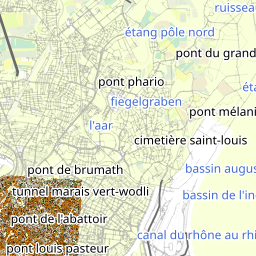 ruisseau
étang pôle nord
pont du grand
pont phario
fiegelgraben
pont mélani
l'aar
cimetière saint-louis
pont de brumath
bassin augus
tunnel marais vert-wodli
bassin de l'in
pont de l'abattoir
canal du rhône au rhi
pont louis pasteur